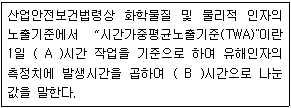 산업안전보건법령상 화학물질 및 물리적 인자의
노출기준에서 “시간가중평균노출기준(TWA)”이란
1일 ( A )시간 작업을 기준으로 하여 유해인자의
측정치에 발생시간을 곱하여 ( B )시간으로 나눈
값을 말한다.